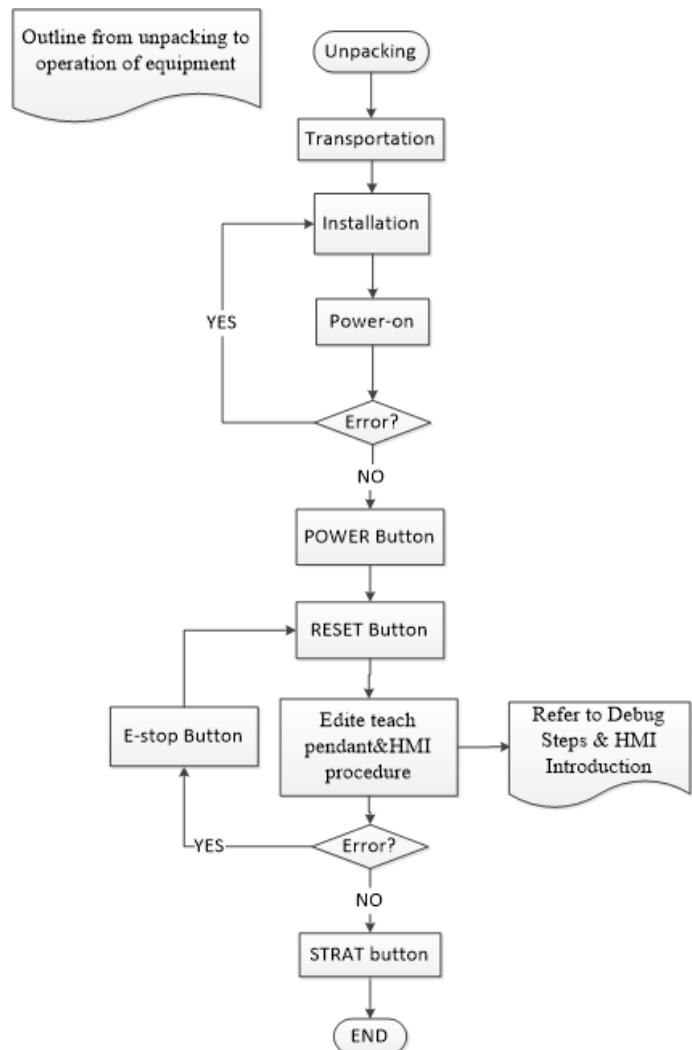 Outline from unpacking to
operation of equipment
Unpacking
Transportation
Installation
Power-on
YES
Error?
NO
POWER Button
RESET Button
E-stop Button
Edite teach
pendant&HMI
procedure
Refer to Debug
Steps & HMI
Introduction
YES
Error?
NO
STRAT button
END